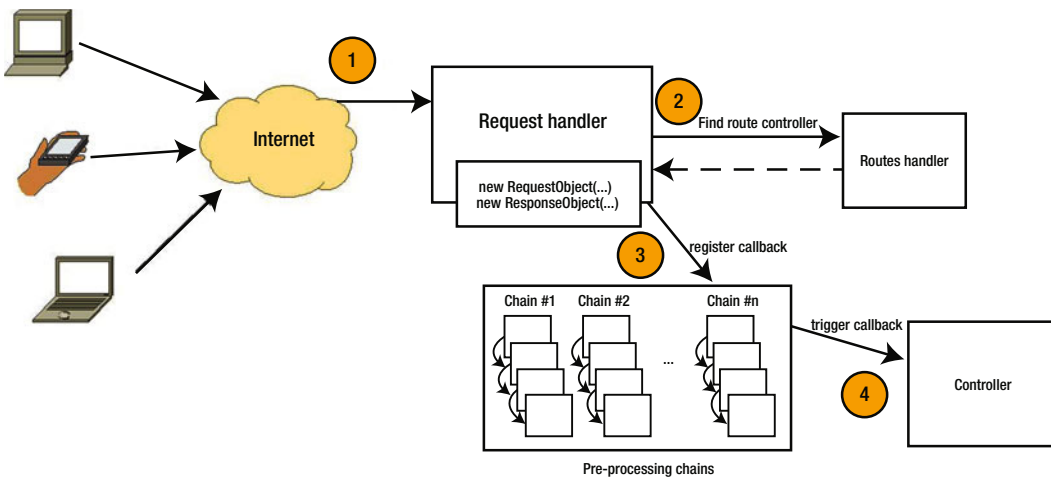 1
Internet
Request handler
new RequestObject(...)
new ResponseObject(...)
2
Find route controller
Routes handler
3
register callback
Chain #1
Chain #2
Chain #n
...
trigger callback
4
Controller
Pre-processing chains